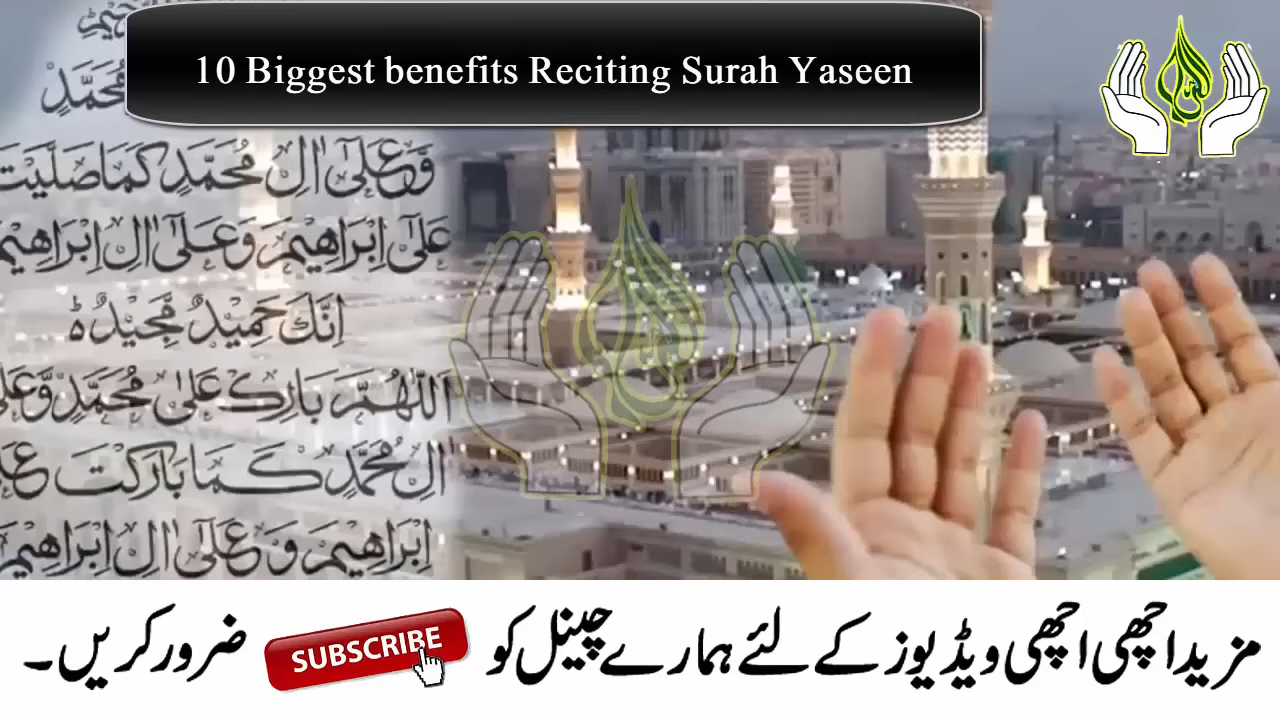 10 Biggest benefits Reciting Surah Yaseen
مُحَمَّدٍ
وَّعَلٰٓى اٰلِ مُحَمَّدٍ كَمَا صَلَّيْتَ
عَلٰٓى اِبْرَاهِيْمَ وَعَلٰٓى اٰلِ اِبْرَاهِيْمَ
اِنَّكَ حَمِيْدٌ مَّجِيْدٌ ؕ
اَللّٰهُمَّ بَارِكْ عَلٰى مُحَمَّدٍ وَّعَلٰٓى
اٰلِ مُحَمَّدٍ كَمَا بَارَكْتَ
اِبْرَاهِيْمَ وَعَلٰٓى اٰلِ اِبْرَاهِيْمَ
مزید اچھی اچھی ویڈیوز کے لئے ہمارے چینل کو SUBSCRIBE ضرور کریں۔